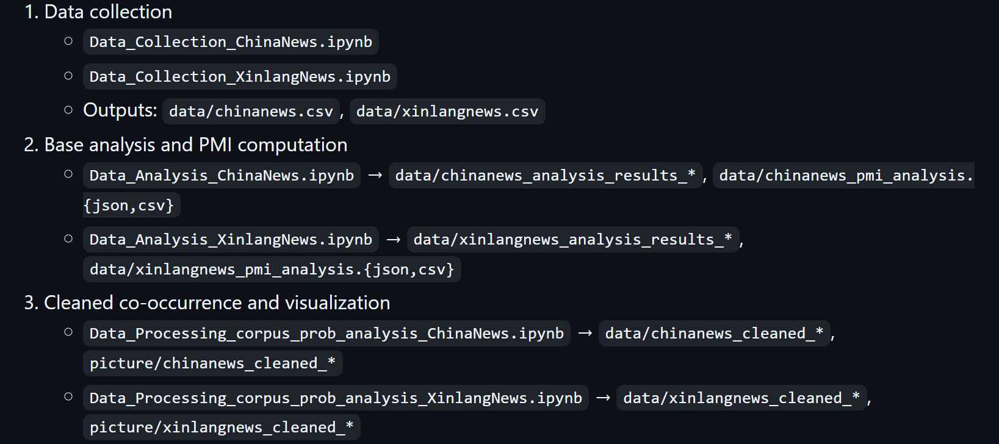 1. Data collection
○ Data_Collection_ChinaNews.ipynb
○ Data_Collection_XinlangNews.ipynb
○ Outputs: data/chinanews.csv, data/xinlangnews.csv
2. Base analysis and PMI computation
○ Data_Analysis_ChinaNews.ipynb → data/chinanews_analysis_results_*, data/chinanews_pmi_analysis.
{json,csv}
○ Data_Analysis_XinlangNews.ipynb → data/xinlangnews_analysis_results_*,
data/xinlangnews_pmi_analysis.{json,csv}
3. Cleaned co-occurrence and visualization
○ Data_Processing_corpus_prob_analysis_ChinaNews.ipynb → data/chinanews_cleaned_*,
picture/chinanews_cleaned_*
○ Data_Processing_corpus_prob_analysis_XinlangNews.ipynb → data/xinlangnews_cleaned_*,
picture/xinlangnews_cleaned_*